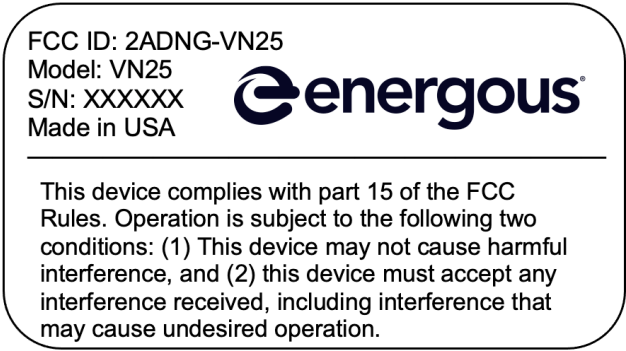 FCC ID: 2ADNG-VN25
Model: VN25
S/N: XXXXXX
Made in USA
energous®
This device complies with part 15 of the FCC
Rules. Operation is subject to the following two
conditions: (1) This device may not cause harmful
interference, and (2) this device must accept any
interference received, including interference that
may cause undesired operation.